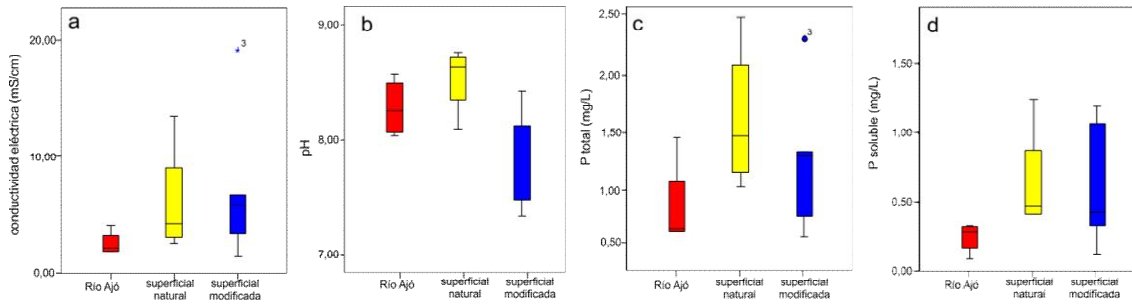 a
conductividad eléctrica (mS/cm)
20,00
10,00
0,00
3
Río Ajó
superficial
natural
superficial
modificada
b
pH
9,00
8,00
7,00
Río Ajó
superficial
natural
superficial
modificada
c
P total (mg/L)
2,50
2,00
1,50
1,00
0,50
3
Río Ajó
superficial
natural
superficial
modificada
d
P soluble (mg/L)
1,50
1,00
0,50
0,00
Río Ajó
superficial
natural
superficial
modificada